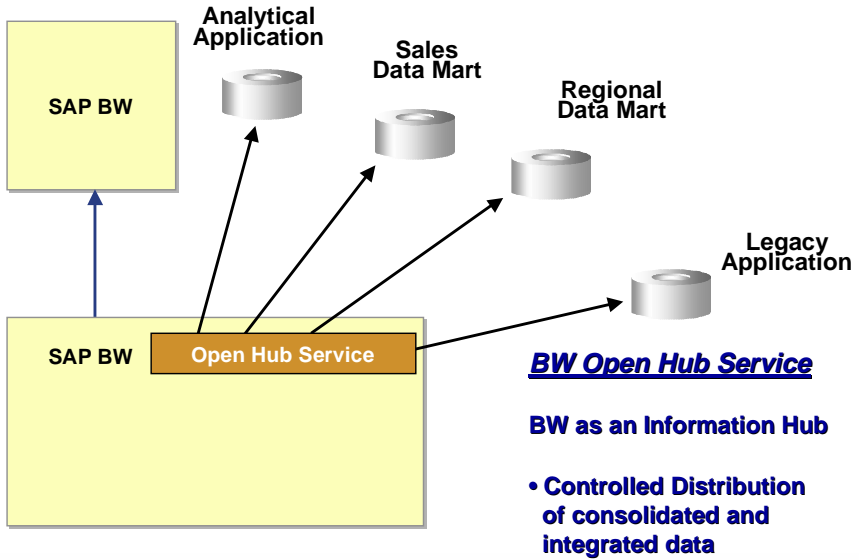 Analytical
Application
Sales
Data Mart
SAP BW
Regional
Data Mart
Legacy
Application
SAP BW
Open Hub Service
BW Open Hub Service
BW as an Information Hub
• Controlled Distribution
of consolidated and
integrated data